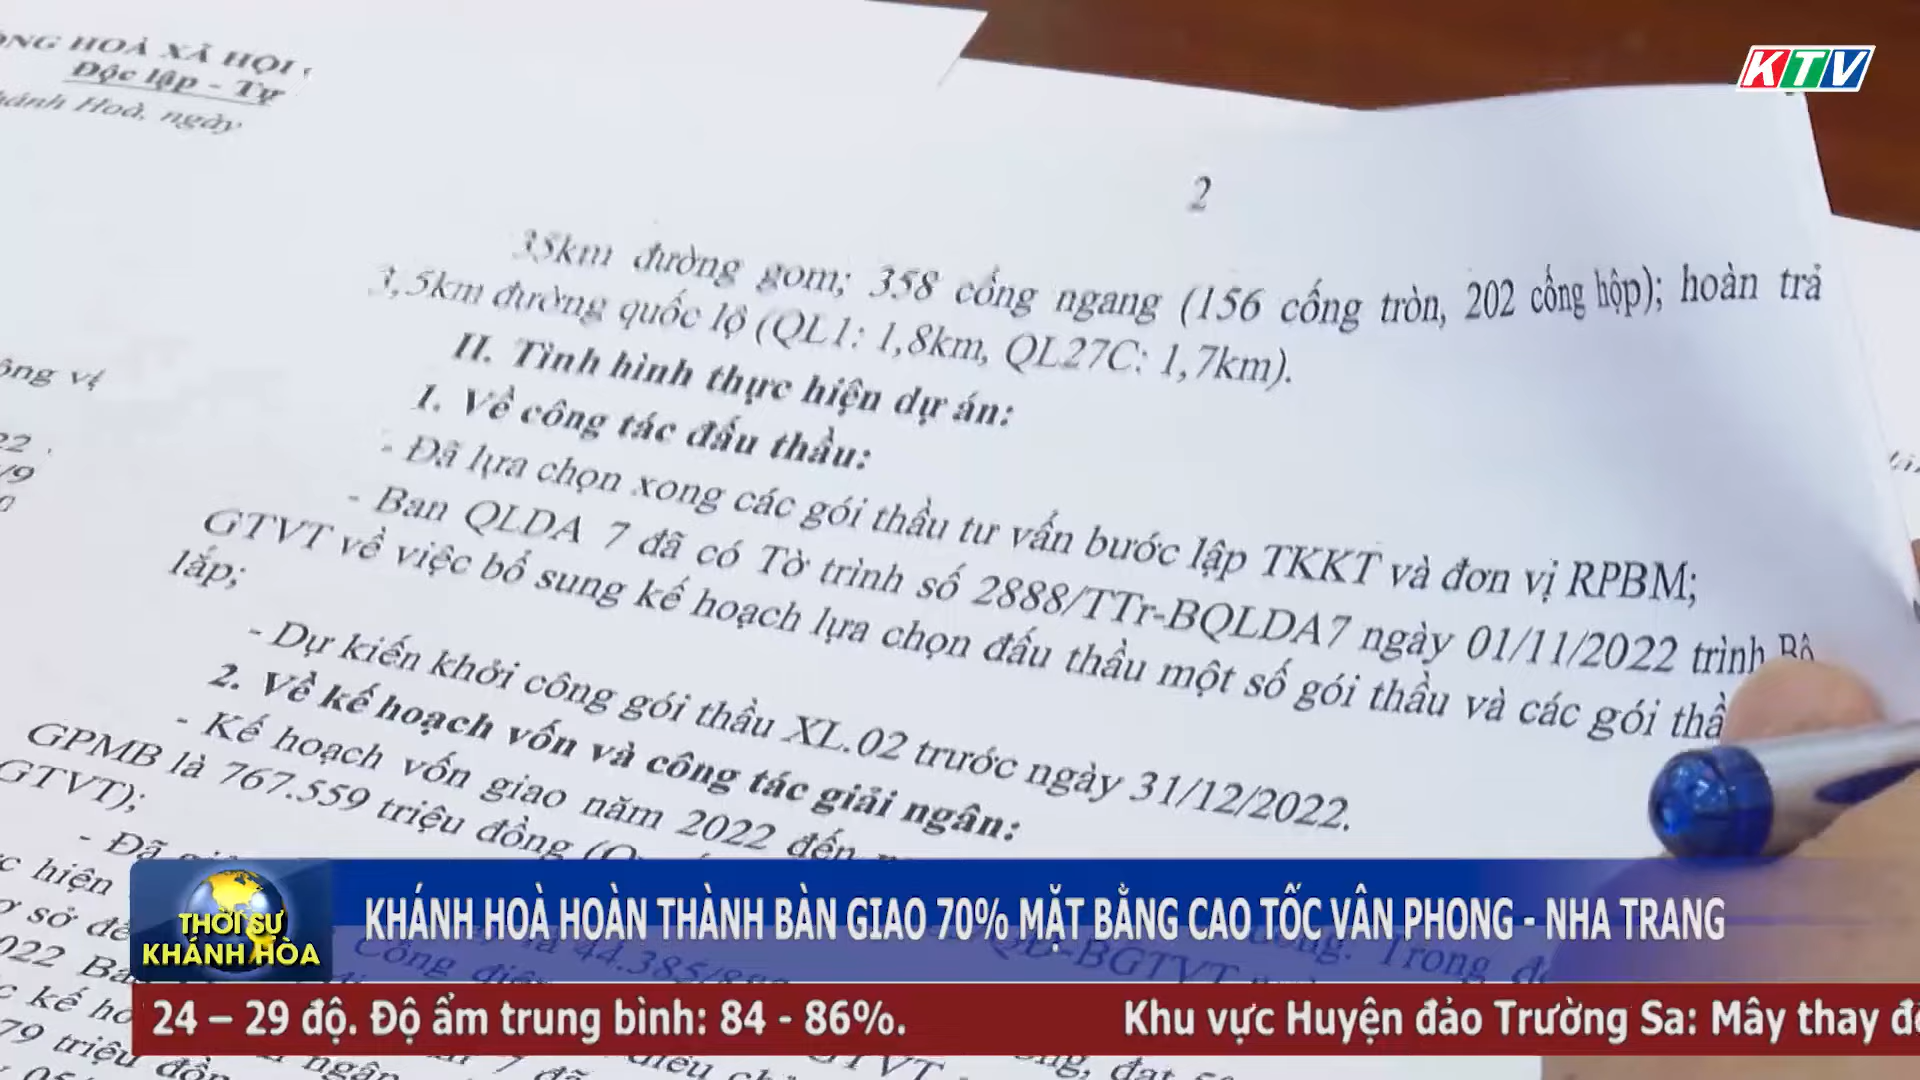 KTV
HOÀ XÃ HỘI
Độc lập - Tự
Hoà, ngày
2
35km đường gom; 358 cống ngang (156 cống tròn, 202 cống hộp); hoàn trả
3,5km đường quốc lộ (QL1: 1,8km, QL27C: 1,7km).
II. Tình hình thực hiện dự án:
1. Về công tác đấu thầu:
- Đã lựa chọn xong các gói thầu tư vấn bước lập TKKT và đơn vị RPBM;
- Ban QLDA 7 đã có Tờ trình số 2888/TTr-BQLDA7 ngày 01/11/2022 trình Bộ
GTVT về việc bổ sung kế hoạch lựa chọn đấu thầu một số gói thầu và các gói
lắp;
- Dự kiến khởi công gói thầu XL.02 trước ngày 31/12/2022.
2. Về kế hoạch vốn và công tác giải ngân:
- Kế hoạch vốn giao năm 2022 đến
GPMB là 767.559 triệu đồng
GTVT);
- Đã
hiện
sở
THỜI SỰ
KHÁNH HÒA
KHÁNH HOÀ HOÀN THÀNH BÀN GIAO 70% MẶT BẰNG CAO TỐC VÂN PHONG - NHA TRANG
24 – 29 độ. Độ ẩm trung bình: 84 - 86%. Khu vực Huyện đảo Trường Sa: Mây thay